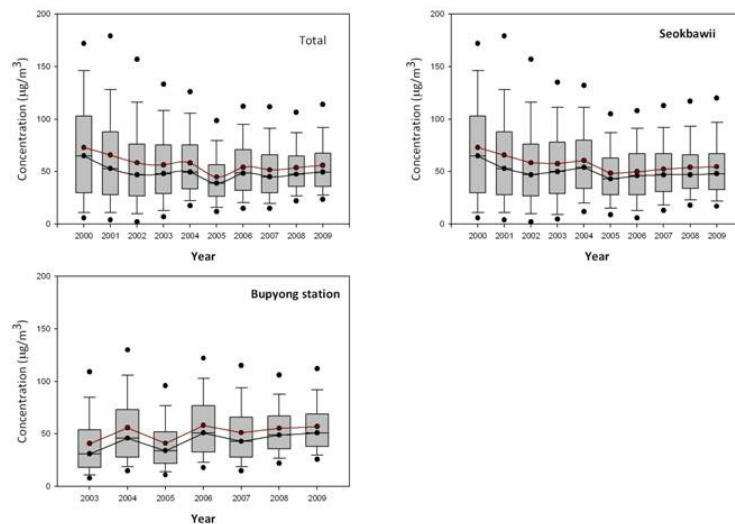 Total
Concentration (µg/m³)
200
150
100
50
0
2000 2001 2002 2003 2004 2005 2006 2007 2008 2009
Year
Seokbawii
Concentration (µg/m³)
200
150
100
50
0
2000 2001 2002 2003 2004 2005 2006 2007 2008 2009
Year
Bupyong station
Concentration (µg/m³)
200
150
100
50
0
2003 2004 2005 2006 2007 2008 2009
Year